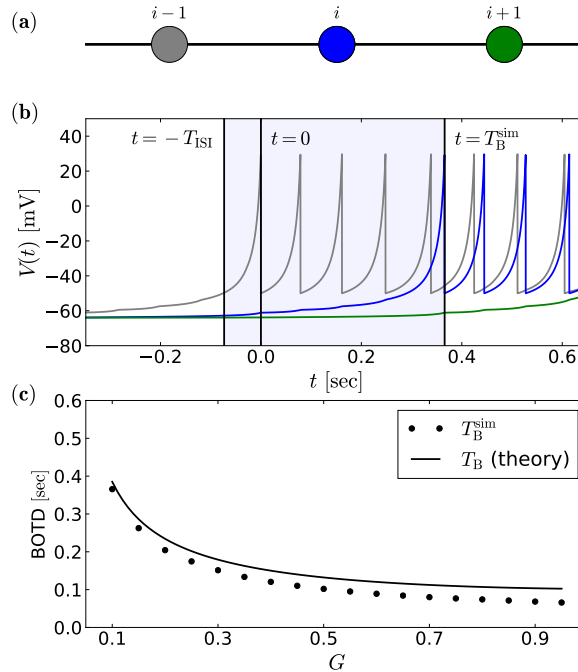 (a)
i−1 i i+1
(b)
40
20
0
−20
−40
−60
−80
V(t) [mV]
t=−T_ISI t=0 t=T_B^sim
−0.2 0.0 0.2 0.4 0.6
t [sec]
(c)
0.6
0.5
0.4
0.3
0.2
0.1
0.0
BOTD [sec]
T_B^sim
T_B (theory)
0.1 0.3 0.5 0.7 0.9
G